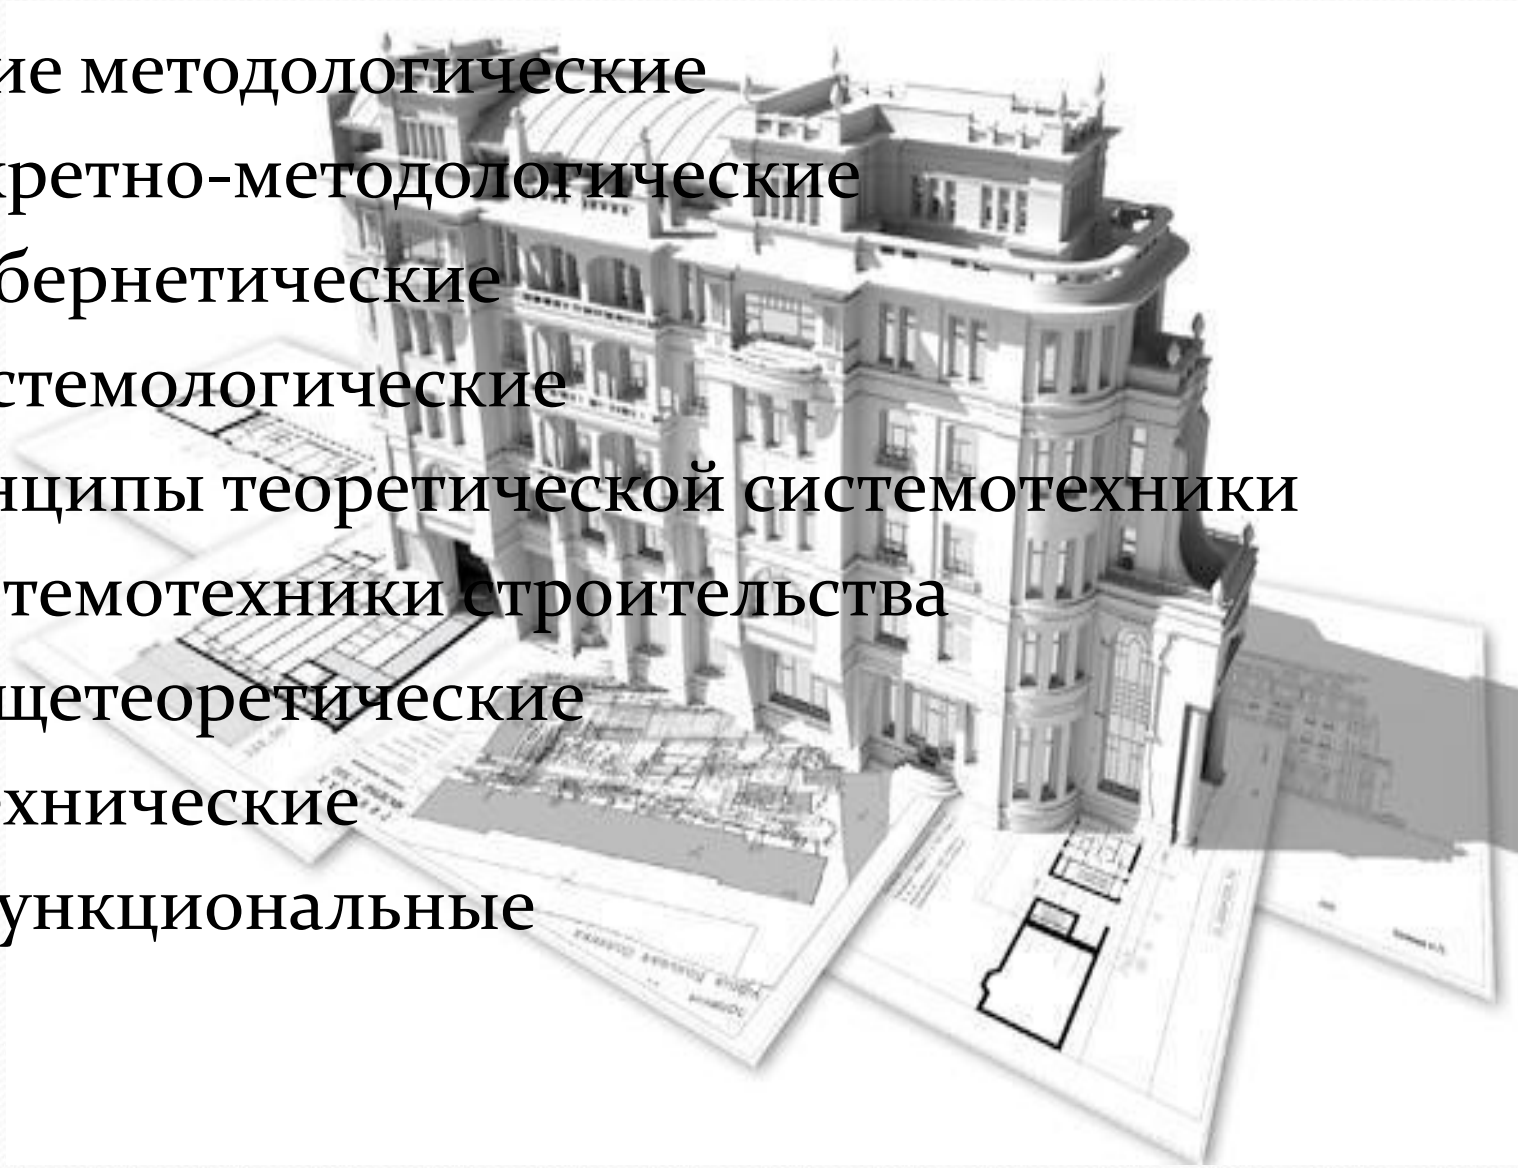 ие методологические
кретно-методологические
бернетические
стемологические
нципы теоретической системотехники
темотехники строительства
щетеоретические
хнические
ункциональные